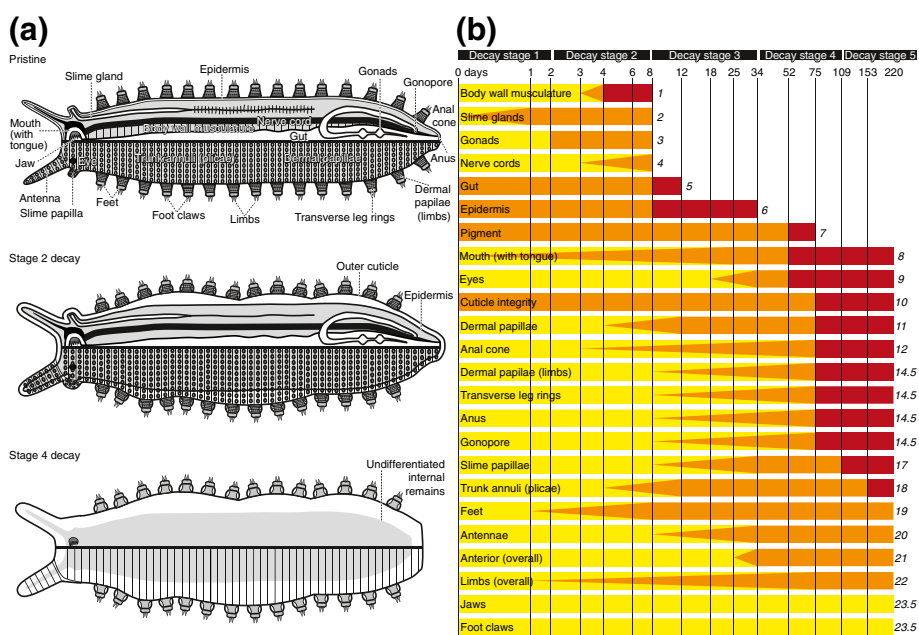 (a)
Pristine
Slime gland
Epidermis
Gonads
Gonopore
Anal
cone
Mouth
(with
tongue)
Jaw
Antenna
Slime papilla
Eye
Body wall musculature
Nerve cord
Gut
Trunk annuli (plicae)
Dermal papillae
Anus
Feet
Foot claws
Limbs
Transverse leg rings
Dermal
papilae
(limbs)
Stage 2 decay
Outer cuticle
Epidermis
Stage 4 decay
Undifferentiated
internal
remains
(b)
Decay stage 1 Decay stage 2 Decay stage 3 Decay stage 4 Decay stage 5
0 days 1 2 3 4 6 8 12 18 25 34 52 75 109 153 220
Body wall musculature 1
Slime glands 2
Gonads 3
Nerve cords 4
Gut 5
Epidermis 6
Pigment 7
Mouth (with tongue) 8
Eyes 9
Cuticle integrity 10
Dermal papillae 11
Anal cone 12
Dermal papilae (limbs) 14.5
Transverse leg rings 14.5
Anus 14.5
Gonopore 14.5
Slime papillae 17
Trunk annuli (plicae) 18
Feet 19
Antennae 20
Anterior (overall) 21
Limbs (overall) 22
Jaws 23.5
Foot claws 23.5